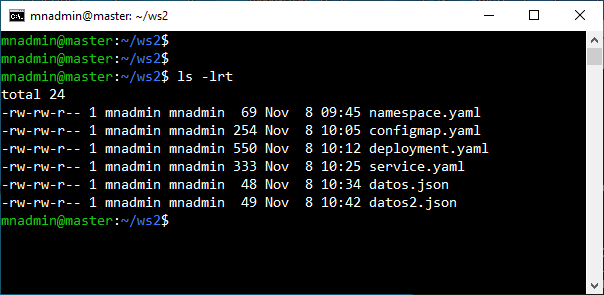 mnadmin@master: ~/ws2
mnadmin@master:~/ws2$
mnadmin@master:~/ws2$
mnadmin@master:~/ws2$ ls -lrt
total 24
-rw-rw-r-- 1 mnadmin mnadmin  69 Nov  8 09:45 namespace.yaml
-rw-rw-r-- 1 mnadmin mnadmin 254 Nov  8 10:05 configmap.yaml
-rw-rw-r-- 1 mnadmin mnadmin 550 Nov  8 10:12 deployment.yaml
-rw-rw-r-- 1 mnadmin mnadmin 333 Nov  8 10:25 service.yaml
-rw-rw-r-- 1 mnadmin mnadmin  48 Nov  8 10:34 datos.json
-rw-rw-r-- 1 mnadmin mnadmin  49 Nov  8 10:42 datos2.json
mnadmin@master:~/ws2$